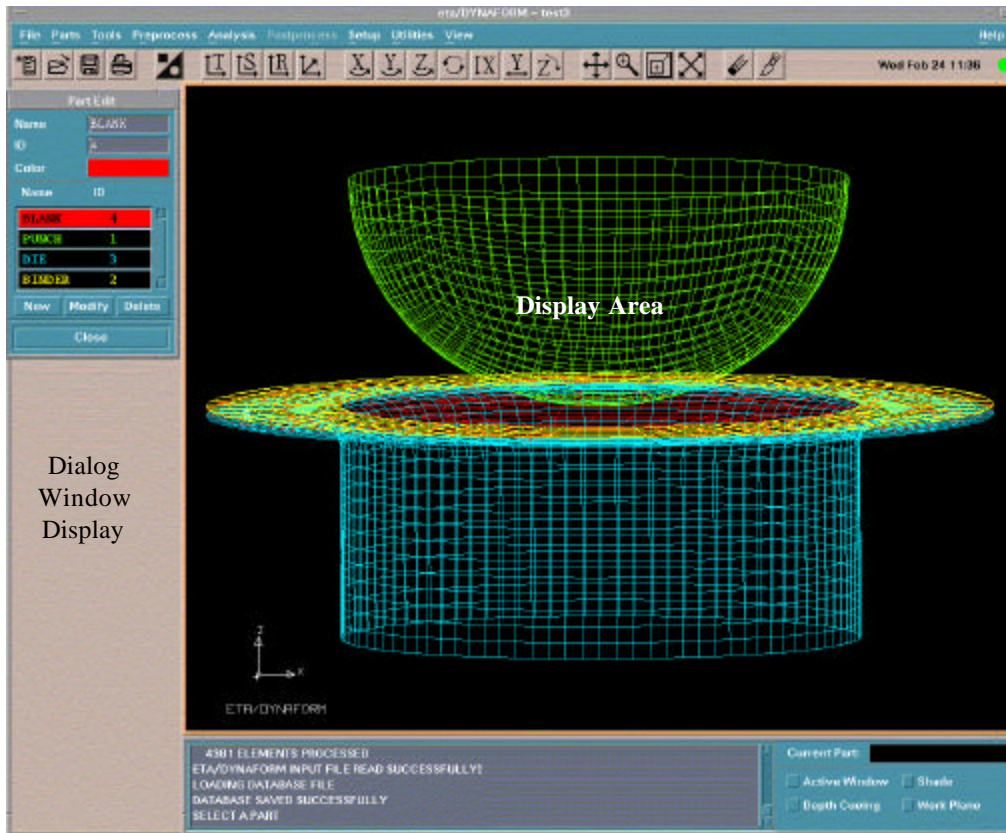 eta/DYNAFORM - test3
File Parts Tools Preprocess Analysis Postprocess Setup Utilities View Help
Wed Feb 24 11:36
Part Edit
Name BLANK
ID 4
Color
Name ID
BLANK 4
PUNCH 1
DIE 3
BINDER 2
New Modify Delete
Close
Display Area
Dialog
Window
Display
Z
X
ETA/DYNAFORM
4381 ELEMENTS PROCESSED
ETA/DYNAFORM INPUT FILE READ SUCCESSFULLY!
LOADING DATABASE FILE
DATABASE SAVED SUCCESSFULLY
SELECT A PART
Current Part:
Active Window Shade
Depth Cueing Work Plane